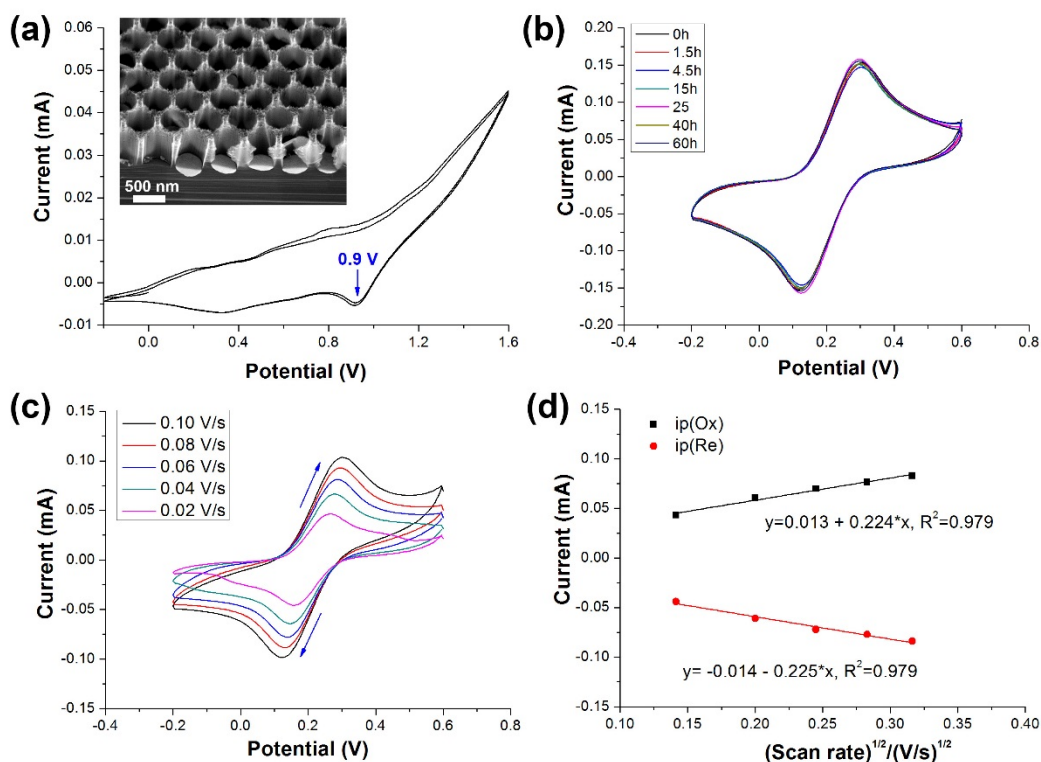 (a)
0.06
0.05
0.04
0.03
0.02
0.01
0.00
-0.01
Current (mA)
500 nm
0.9 V
0.0
0.4
0.8
1.2
1.6
Potential (V)
(b)
0.20
0.15
0.10
0.05
0.00
-0.05
-0.10
-0.15
-0.20
Current (mA)
0h
1.5h
4.5h
15h
25
40h
60h
-0.4
-0.2
0.0
0.2
0.4
0.6
0.8
Potential (V)
(c)
0.15
0.10
0.05
0.00
-0.05
-0.10
-0.15
Current (mA)
0.10 V/s
0.08 V/s
0.06 V/s
0.04 V/s
0.02 V/s
-0.4
-0.2
0.0
0.2
0.4
0.6
0.8
Potential (V)
(d)
0.15
0.10
0.05
0.00
-0.05
-0.10
-0.15
Current (mA)
ip(Ox)
ip(Re)
y=0.013 + 0.224*x, R²=0.979
y= -0.014 - 0.225*x, R²=0.979
0.10
0.15
0.20
0.25
0.30
0.35
0.40
(Scan rate)¹ᐟ²/(V/s)¹ᐟ²